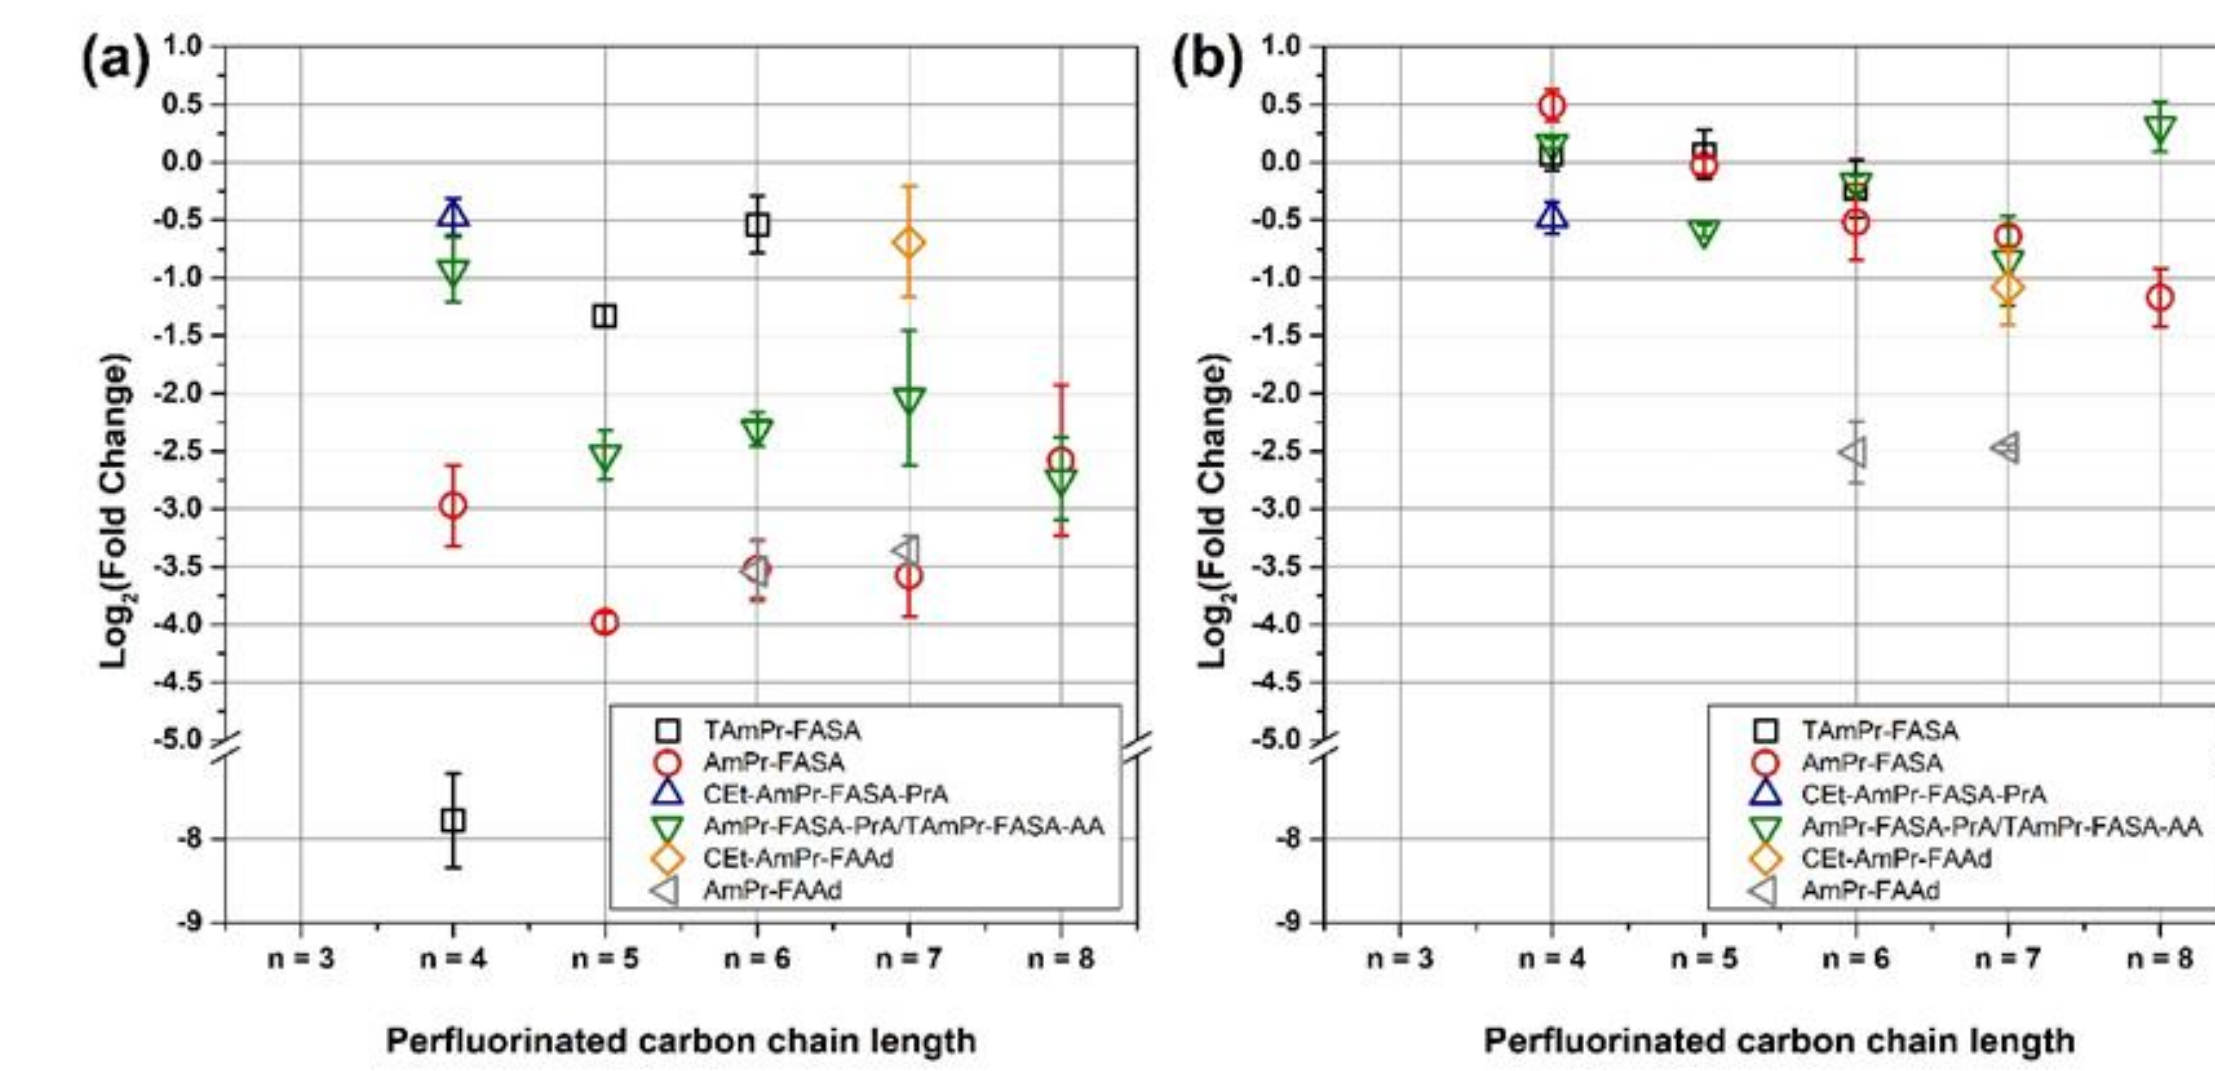 (a)
Log2(Fold Change)
1.0
0.5
0.0
-0.5
-1.0
-1.5
-2.0
-2.5
-3.0
-3.5
-4.0
-4.5
-5.0
-8
-9
TAmPr-FASA
AmPr-FASA
CEt-AmPr-FASA-PrA
AmPr-FASA-PrA/TAmPr-FASA-AA
CEt-AmPr-FAAd
AmPr-FAAd
n = 3 n = 4 n = 5 n = 6 n = 7 n = 8
Perfluorinated carbon chain length
(b)
Log2(Fold Change)
1.0
0.5
0.0
-0.5
-1.0
-1.5
-2.0
-2.5
-3.0
-3.5
-4.0
-4.5
-5.0
-8
-9
TAmPr-FASA
AmPr-FASA
CEt-AmPr-FASA-PrA
AmPr-FASA-PrA/TAmPr-FASA-AA
CEt-AmPr-FAAd
AmPr-FAAd
n = 3 n = 4 n = 5 n = 6 n = 7 n = 8
Perfluorinated carbon chain length